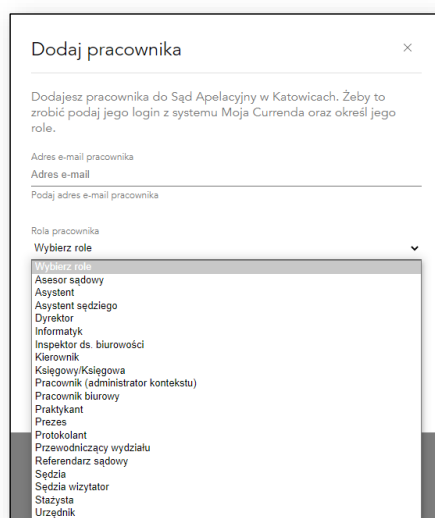 Dodaj pracownika
Dodajesz pracownika do Sąd Apelacyjny w Katowicach. Żeby to
zrobić podaj jego login z systemu Moja Currenda oraz określ jego
role.
Adres e-mail pracownika
Adres e-mail
Podaj adres e-mail pracownika
Rola pracownika
Wybierz role
Wybierz role
Asesor sądowy
Asystent
Asystent sędziego
Dyrektor
Informatyk
Inspektor ds. biurowości
Kierownik
Księgowy/Księgowa
Pracownik (administrator kontekstu)
Pracownik biurowy
Praktykant
Prezes
Protokolant
Przewodniczący wydziału
Referendarz sądowy
Sędzia
Sędzia wizytator
Stażysta
Urzędnik